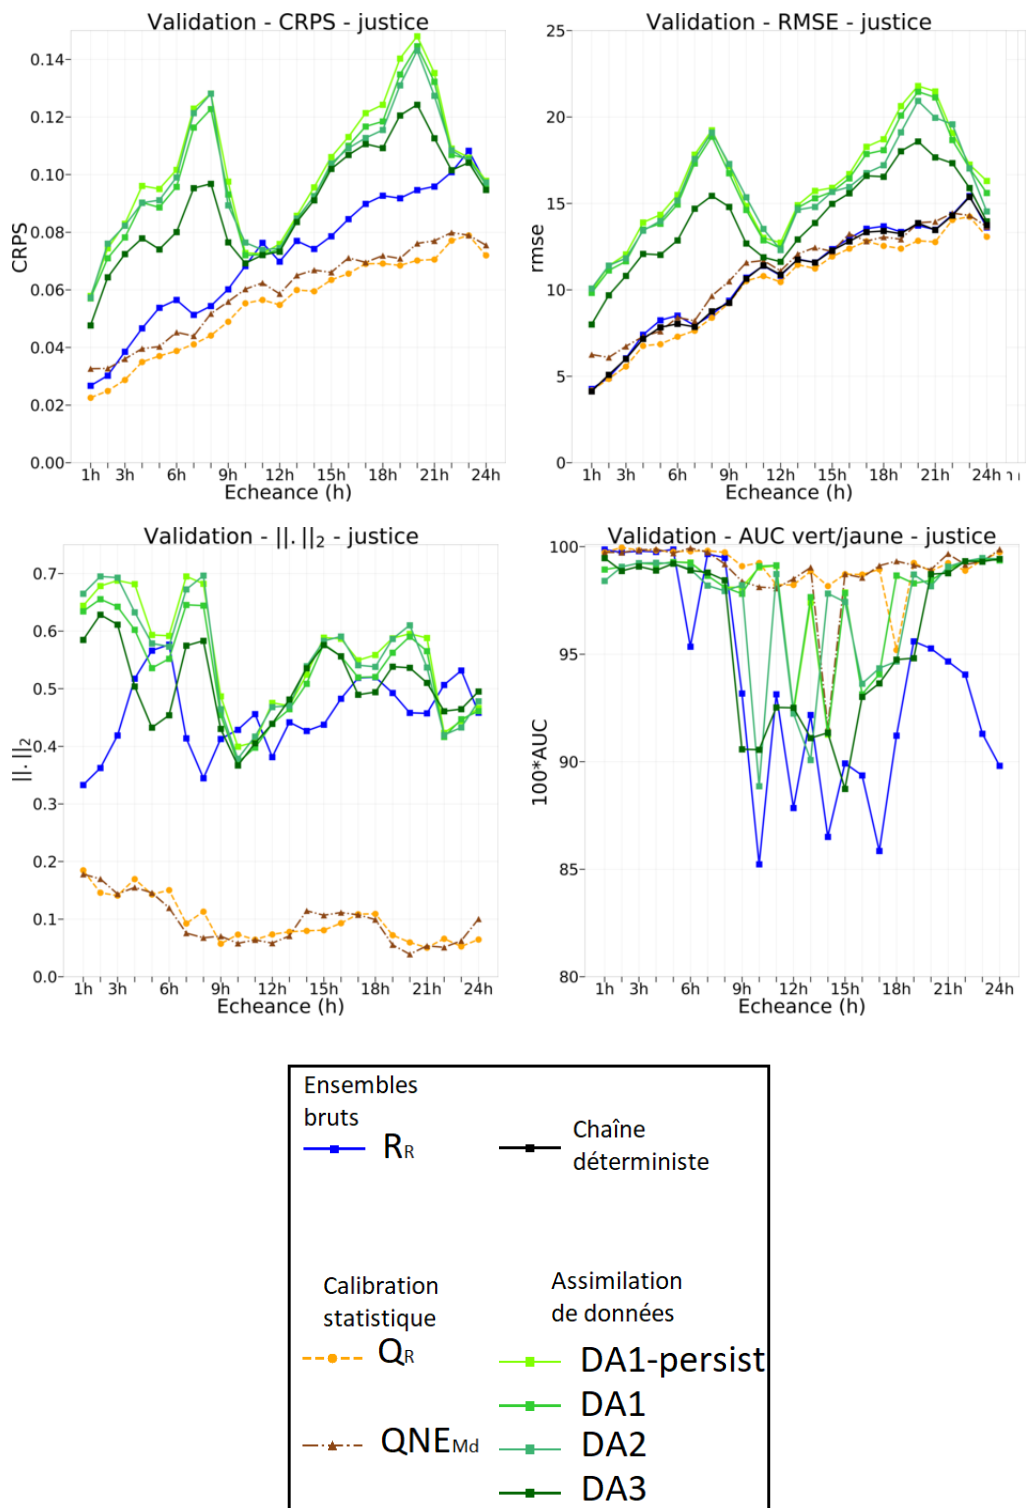 Validation - CRPS - justice
0.14
0.12
0.10
0.08
0.06
0.04
0.02
0.00
CRPS
1h 3h 6h 9h 12h 15h 18h 21h 24h
Echeance (h)
Validation - RMSE - justice
25
20
15
10
5
0
rmse
1h 3h 6h 9h 12h 15h 18h 21h 24h
Echeance (h)
Validation - ||. ||2 - justice
0.7
0.6
0.5
0.4
0.3
0.2
0.1
0.0
||. ||2
1h 3h 6h 9h 12h 15h 18h 21h 24h
Echeance (h)
Validation - AUC vert/jaune - justice
100
95
90
85
80
100*AUC
1h 3h 6h 9h 12h 15h 18h 21h 24h
Echeance (h)
Ensembles
bruts
RR
Chaîne
déterministe
Calibration
statistique
QR
QNEMd
Assimilation
de données
DA1-persist
DA1
DA2
DA3